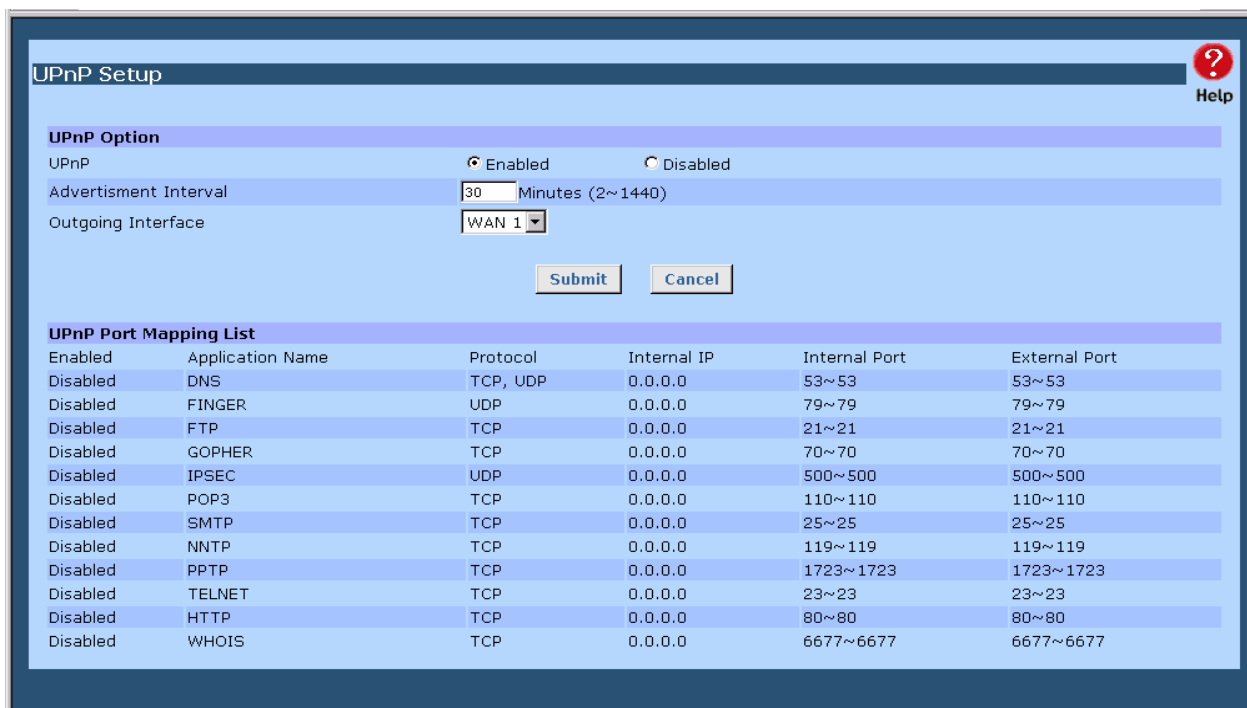 UPnP Setup
Help
UPnP Option
UPnP Enabled Disabled
Advertisment Interval 30 Minutes (2~1440)
Outgoing Interface WAN 1
Submit Cancel
UPnP Port Mapping List
Enabled Application Name Protocol Internal IP Internal Port External Port
Disabled DNS TCP, UDP 0.0.0.0 53~53 53~53
Disabled FINGER UDP 0.0.0.0 79~79 79~79
Disabled FTP TCP 0.0.0.0 21~21 21~21
Disabled GOPHER TCP 0.0.0.0 70~70 70~70
Disabled IPSEC UDP 0.0.0.0 500~500 500~500
Disabled POP3 TCP 0.0.0.0 110~110 110~110
Disabled SMTP TCP 0.0.0.0 25~25 25~25
Disabled NNTP TCP 0.0.0.0 119~119 119~119
Disabled PPTP TCP 0.0.0.0 1723~1723 1723~1723
Disabled TELNET TCP 0.0.0.0 23~23 23~23
Disabled HTTP TCP 0.0.0.0 80~80 80~80
Disabled WHOIS TCP 0.0.0.0 6677~6677 6677~6677